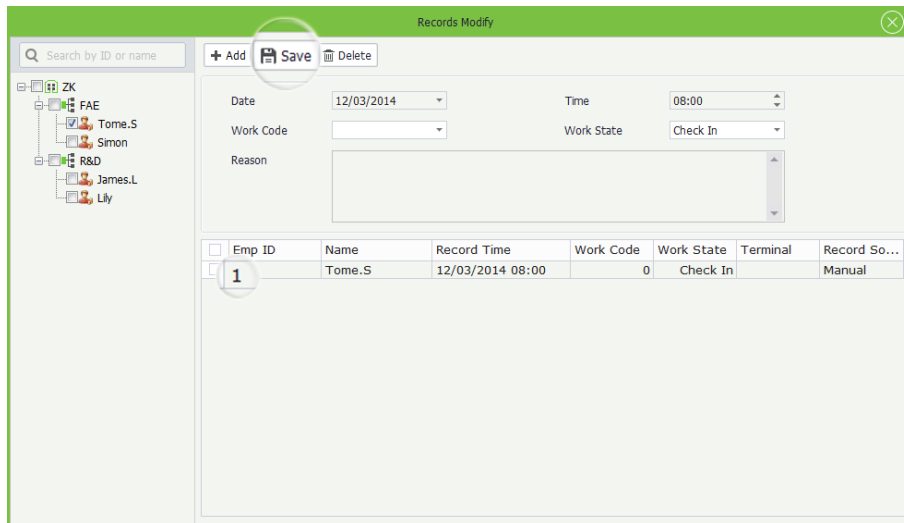 Records Modify
Search by ID or name
Add Save Delete
ZK
FAE
Tome.S
Simon
R&D
James.L
Lily
Date 12/03/2014 Time 08:00
Work Code Work State Check In
Reason
Emp ID Name Record Time Work Code Work State Terminal Record So...
1 Tome.S 12/03/2014 08:00 0 Check In Manual